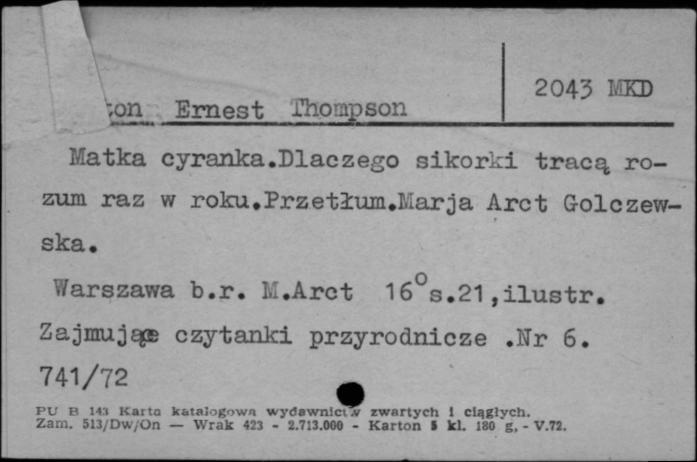 2043 MKD
ton Ernest Thompson
Matka cyranka.Dlaczego sikorki tracą ro-
zum raz w roku.Przetłum.Marja Arct Golczew-
ska.
Warszawa b.r. M.Arct 16°s.21,ilustr.
Zajmujące czytanki przyrodnicze .Nr 6.
741/72
PU B 143 Karta katalogowa wydawnictw zwartych i ciągłych.
Zam. 513/Dw/On — Wrak 423 - 2.713.000 - Karton 5 kl. 180 g, - V.72.